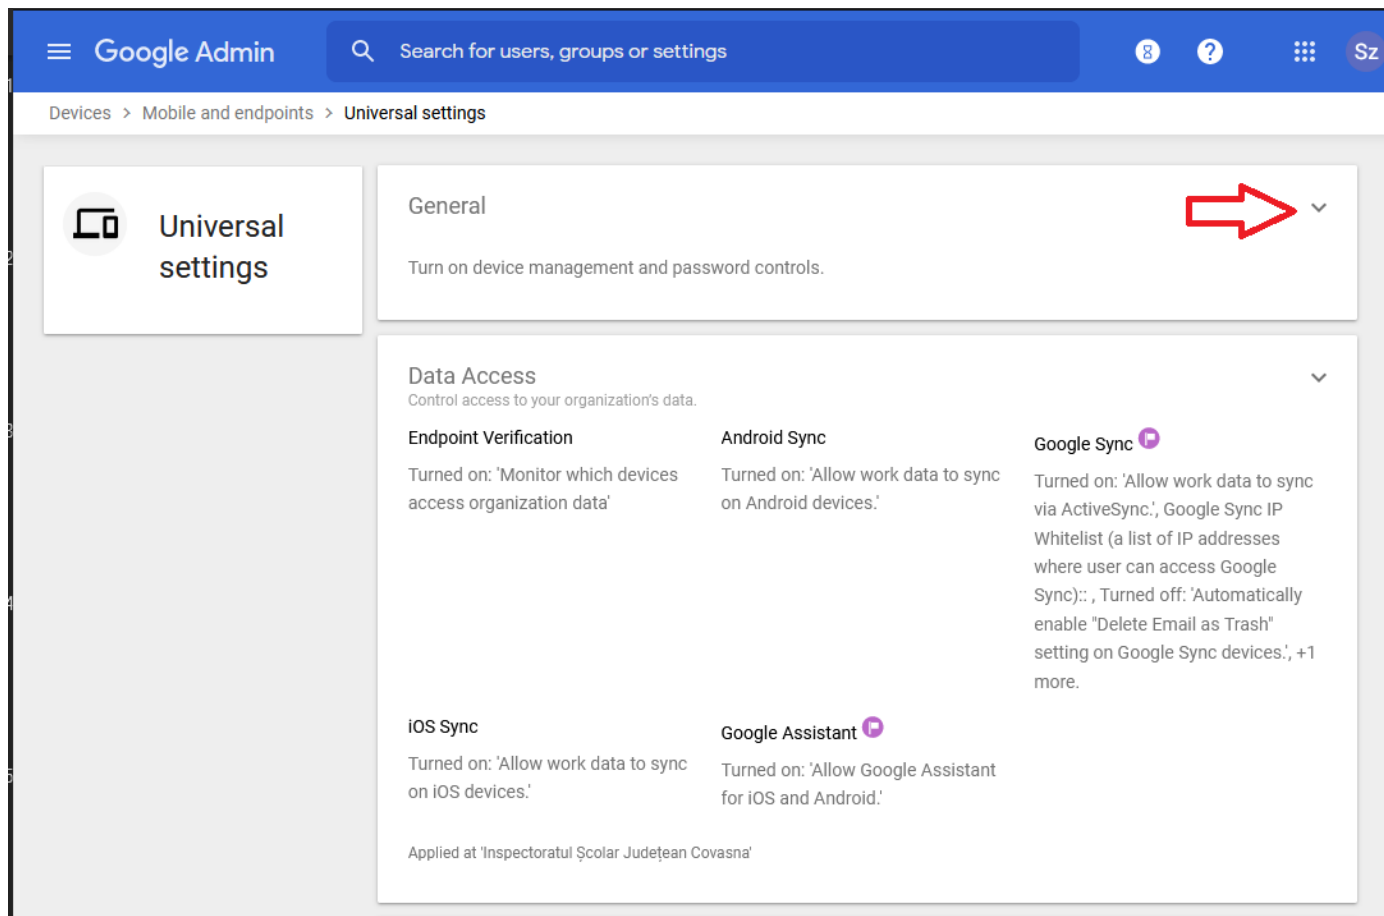 Google Admin
Search for users, groups or settings
Sz
Devices > Mobile and endpoints > Universal settings
Universal
settings
General
Turn on device management and password controls.
Data Access
Control access to your organization's data.
Endpoint Verification
Turned on: 'Monitor which devices
access organization data'
Android Sync
Turned on: 'Allow work data to sync
on Android devices.'
Google Sync
Turned on: 'Allow work data to sync
via ActiveSync.', Google Sync IP
Whitelist (a list of IP addresses
where user can access Google
Sync):: , Turned off: 'Automatically
enable "Delete Email as Trash"
setting on Google Sync devices.', +1
more.
iOS Sync
Turned on: 'Allow work data to sync
on iOS devices.'
Google Assistant
Turned on: 'Allow Google Assistant
for iOS and Android.'
Applied at 'Inspectoratul Școlar Județean Covasna'